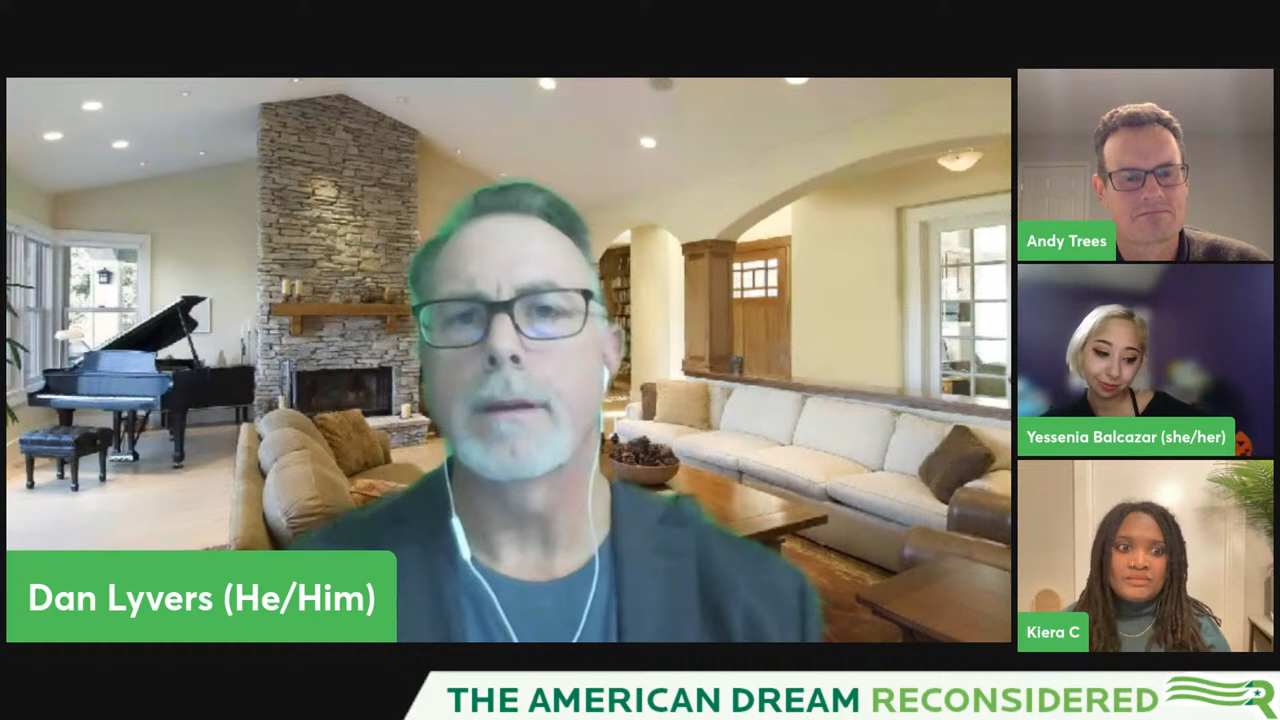 Andy Trees
Yessenia Balcazar (she/her)
Dan Lyvers (He/Him)
Kiera C
THE AMERICAN DREAM RECONSIDERED